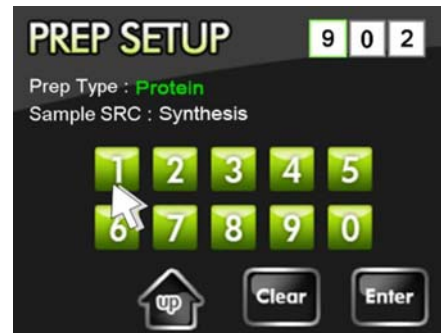 PREP SETUP 9 0 2
Prep Type : Protein
Sample SRC : Synthesis
1 2 3 4 5
6 7 8 9 0
up Clear Enter